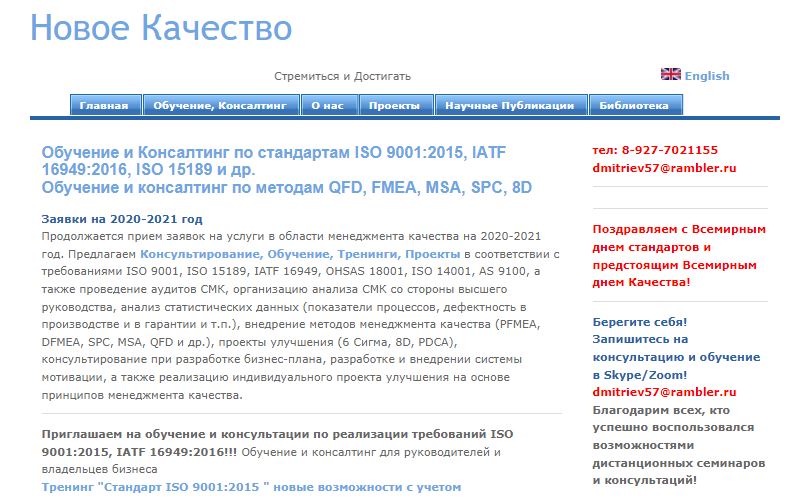 Новое Качество
Стремиться и Достигать
English
Главная
Обучение, Консалтинг
О нас
Проекты
Научные Публикации
Библиотека
Обучение и Консалтинг по стандартам ISO 9001:2015, IATF
16949:2016, ISO 15189 и др.
Обучение и консалтинг по методам QFD, FMEA, MSA, SPC, 8D
Заявки на 2020-2021 год
Продолжается прием заявок на услуги в области менеджмента качества на 2020-2021
год. Предлагаем Консультирование, Обучение, Тренинги, Проекты в соответствии с
требованиями ISO 9001, ISO 15189, IATF 16949, OHSAS 18001, ISO 14001, AS 9100, а
также проведение аудитов СМК, организацию анализа СМК со стороны высшего
руководства, анализ статистических данных (показатели процессов, дефектность в
производстве и в гарантии и т.п.), внедрение методов менеджмента качества (PFMEA,
DFMEA, SPC, MSA, QFD и др.), проекты улучшения (6 Сигма, 8D, PDCA),
консультирование при разработке бизнес-плана, разработке и внедрении системы
мотивации, а также реализацию индивидуального проекта улучшения на основе
принципов менеджмента качества.
Приглашаем на обучение и консультации по реализации требований ISO
9001:2015, IATF 16949:2016!!! Обучение и консалтинг для руководителей и
владельцев бизнеса
Тренинг "Стандарт ISO 9001:2015 " новые возможности с учетом
тел: 8-927-7021155
dmitriev57@rambler.ru
Поздравляем с Всемирным
днем стандартов и
предстоящим Всемирным
днем Качества!
Берегите себя!
Запишитесь на
консультацию и обучение
в Skype/Zoom!
dmitriev57@rambler.ru
Благодарим всех, кто
успешно воспользовался
возможностями
дистанционных семинаров
и консультаций!